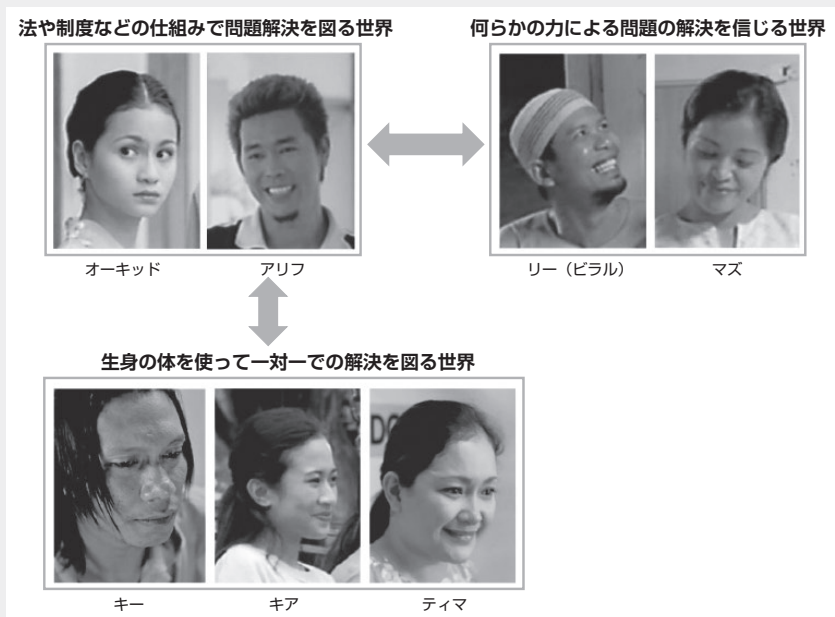 法や制度などの仕組みで問題解決を図る世界
何らかの力による問題の解決を信じる世界
オーキッド
アリフ
リー（ビラル）
マズ
生身の体を使って一対一での解決を図る世界
キー
キア
ティマ